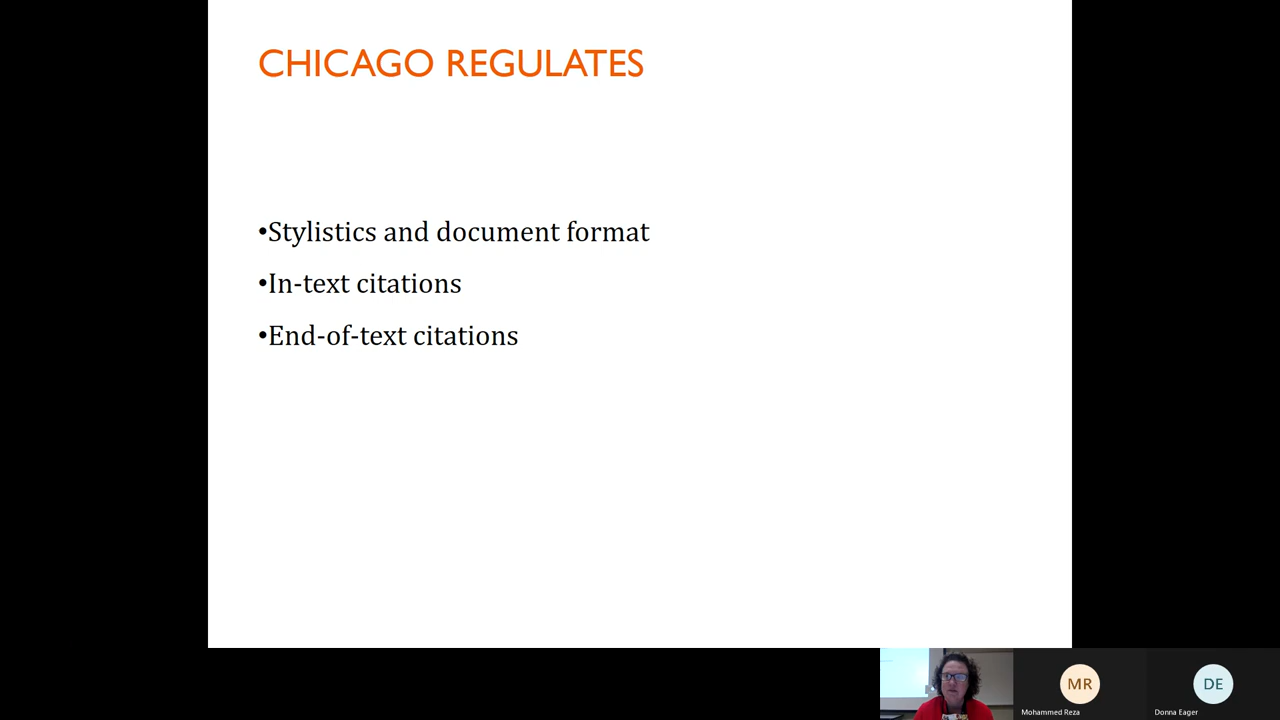 CHICAGO REGULATES
•Stylistics and document format
•In-text citations
•End-of-text citations
MR
DE
Mohammed Reza
Donna Eager